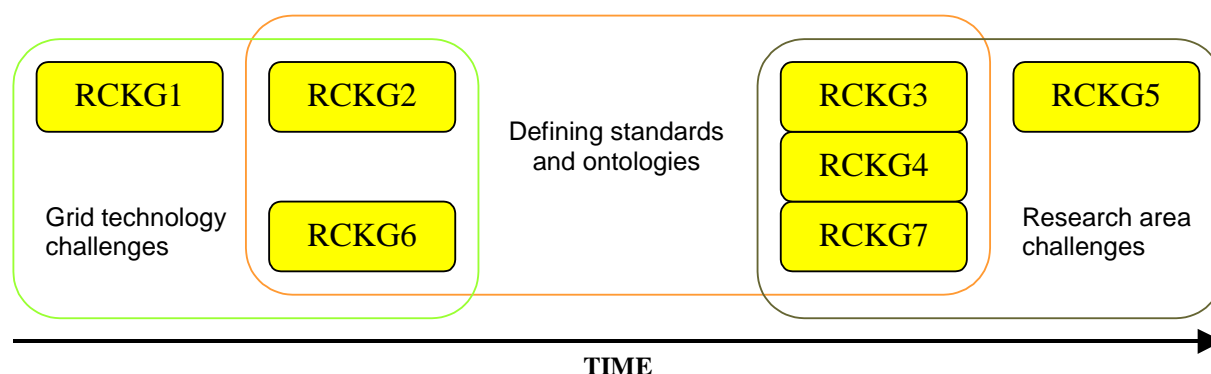 RCKG1
RCKG2
RCKG3
RCKG5
Defining standards
and ontologies
RCKG4
Grid technology
challenges
RCKG6
RCKG7
Research area
challenges
TIME